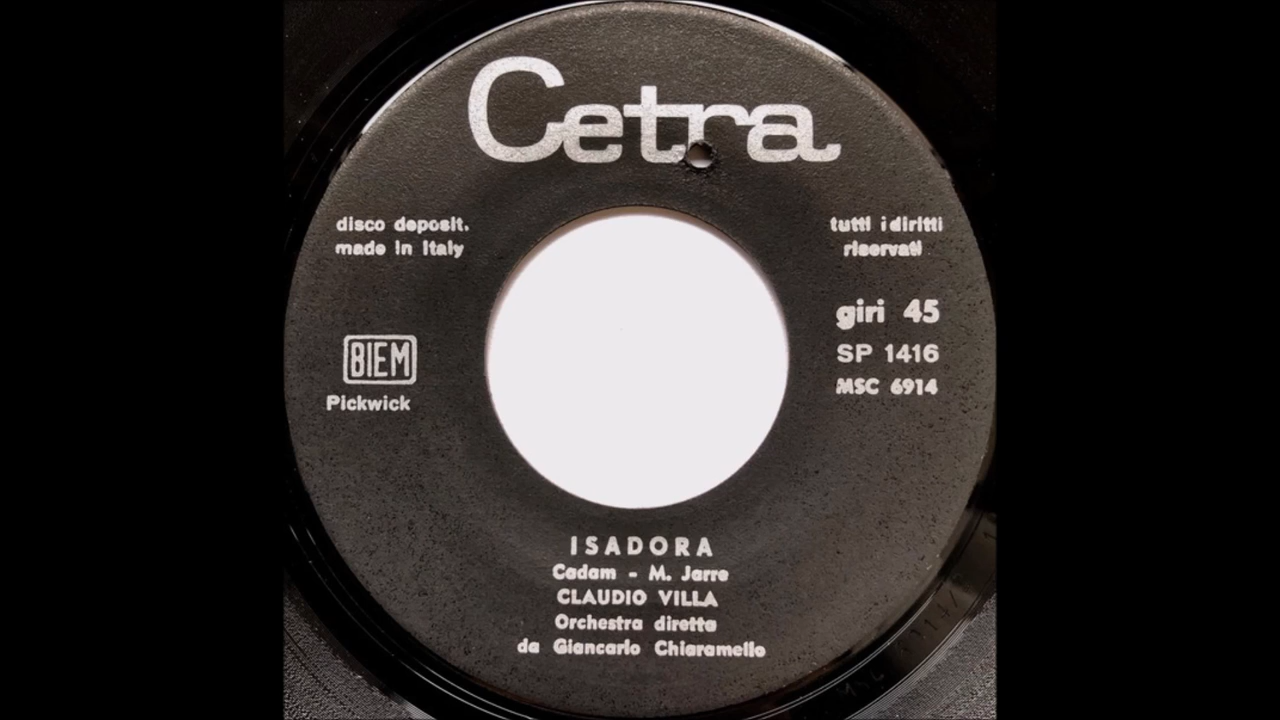 Cetra
disco deposit.
made in Italy
tutti i diritti
riservati
giri 45
SP 1416
MSC 6914
BIEM
Pickwick
ISADORA
Cadam - M. Jarre
CLAUDIO VILLA
Orchestra diretta
da Giancarlo Chiaramello